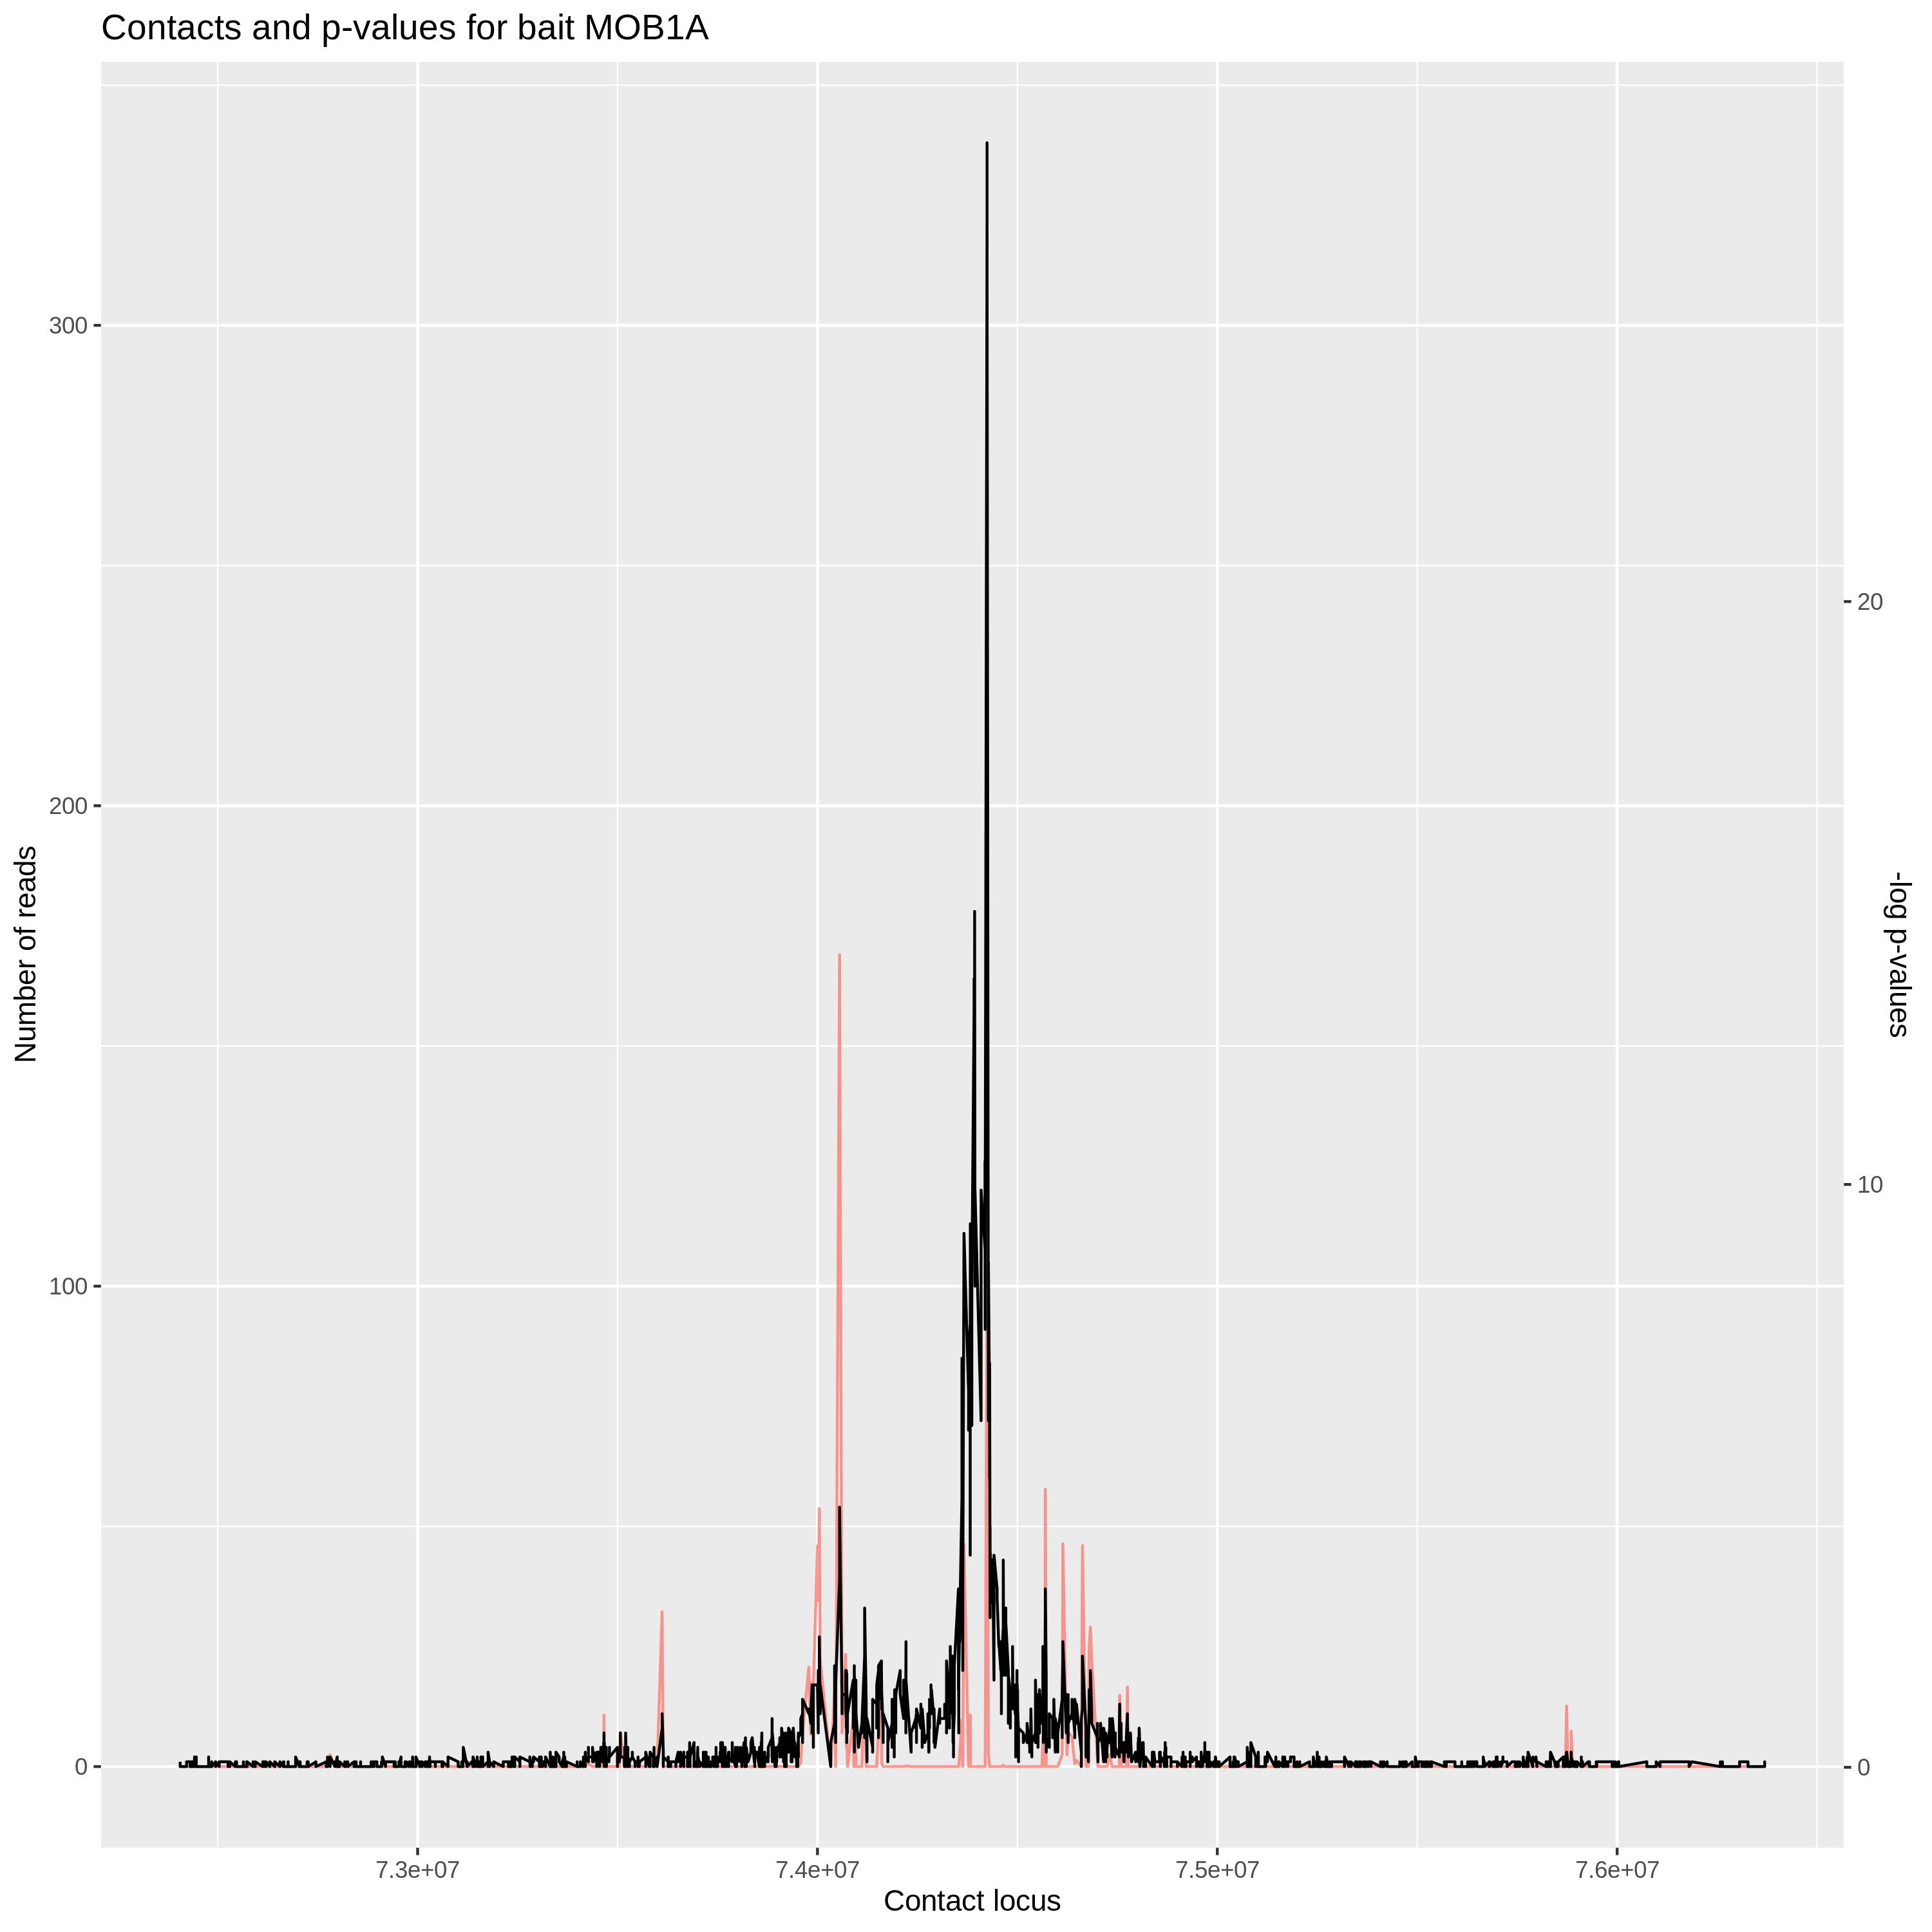 Contacts and p-values for bait MOB1A
300
200
100
0
Number of reads
20
10
0
-log p-values
7.3e+07
7.4e+07
7.5e+07
7.6e+07
Contact locus